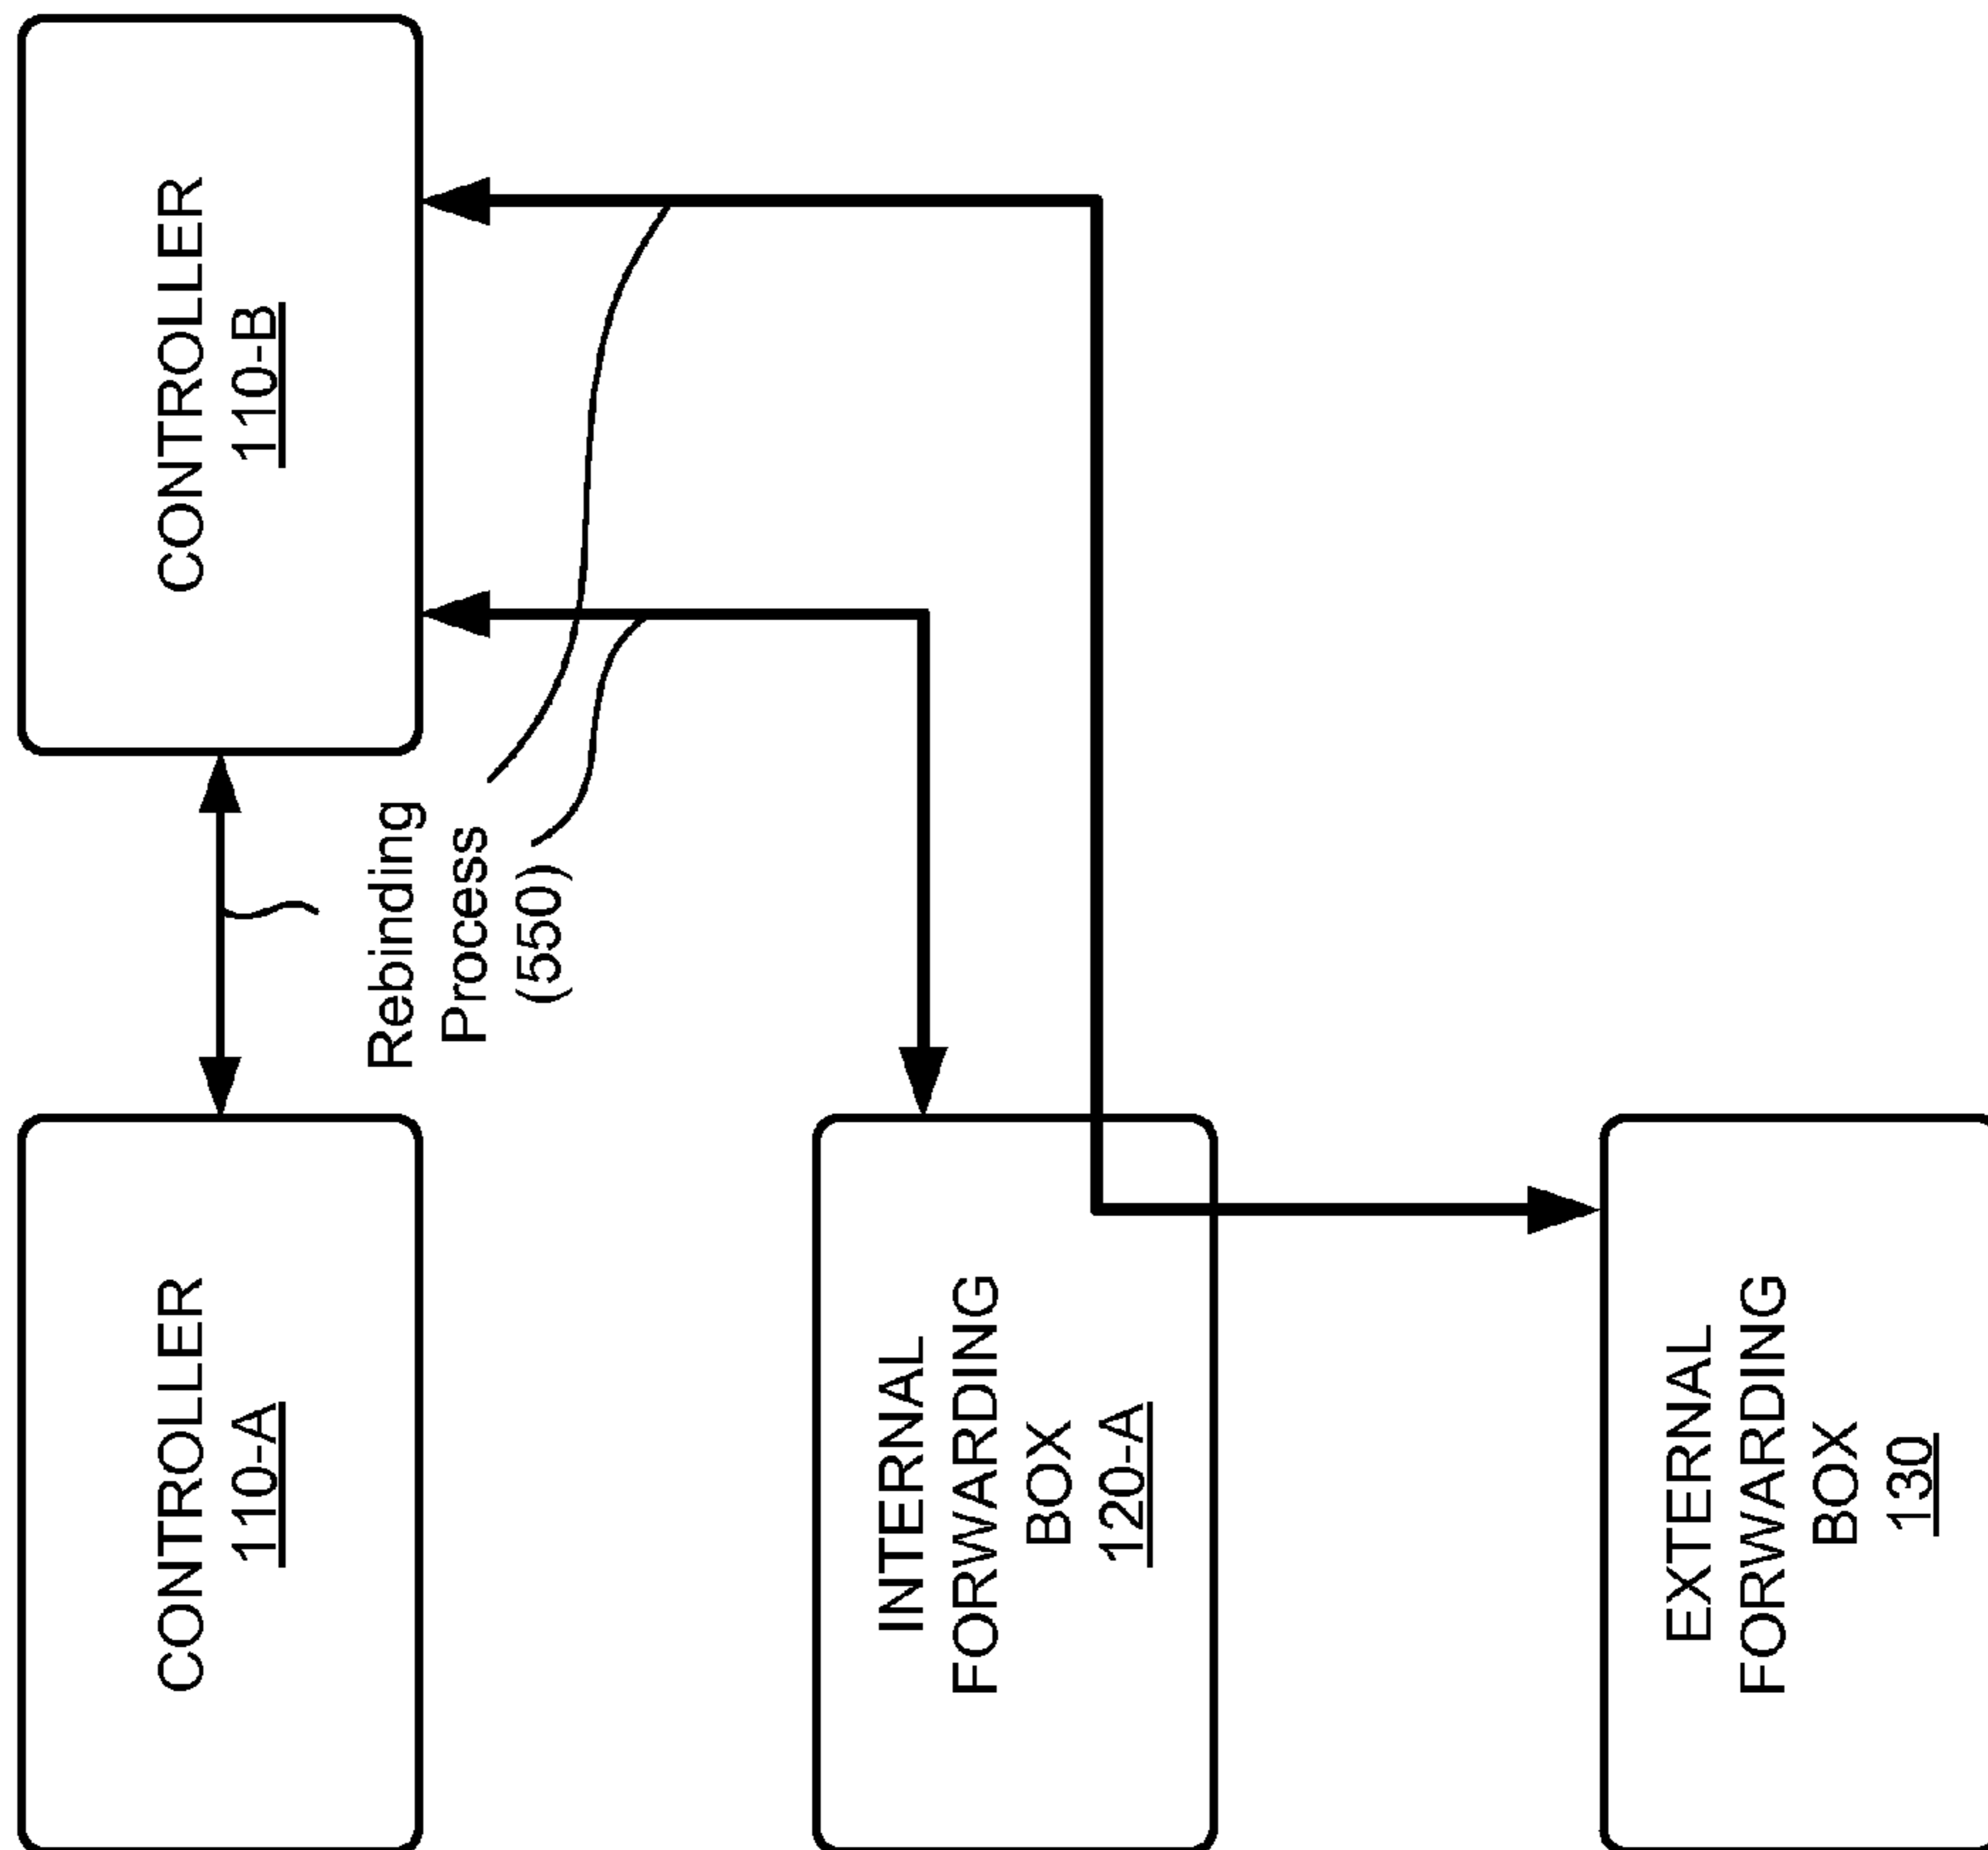 CONTROLLER
110-A
CONTROLLER
110-B
Rebinding
Process
(550)
INTERNAL
FORWARDING
BOX
120-A
EXTERNAL
FORWARDING
BOX
130